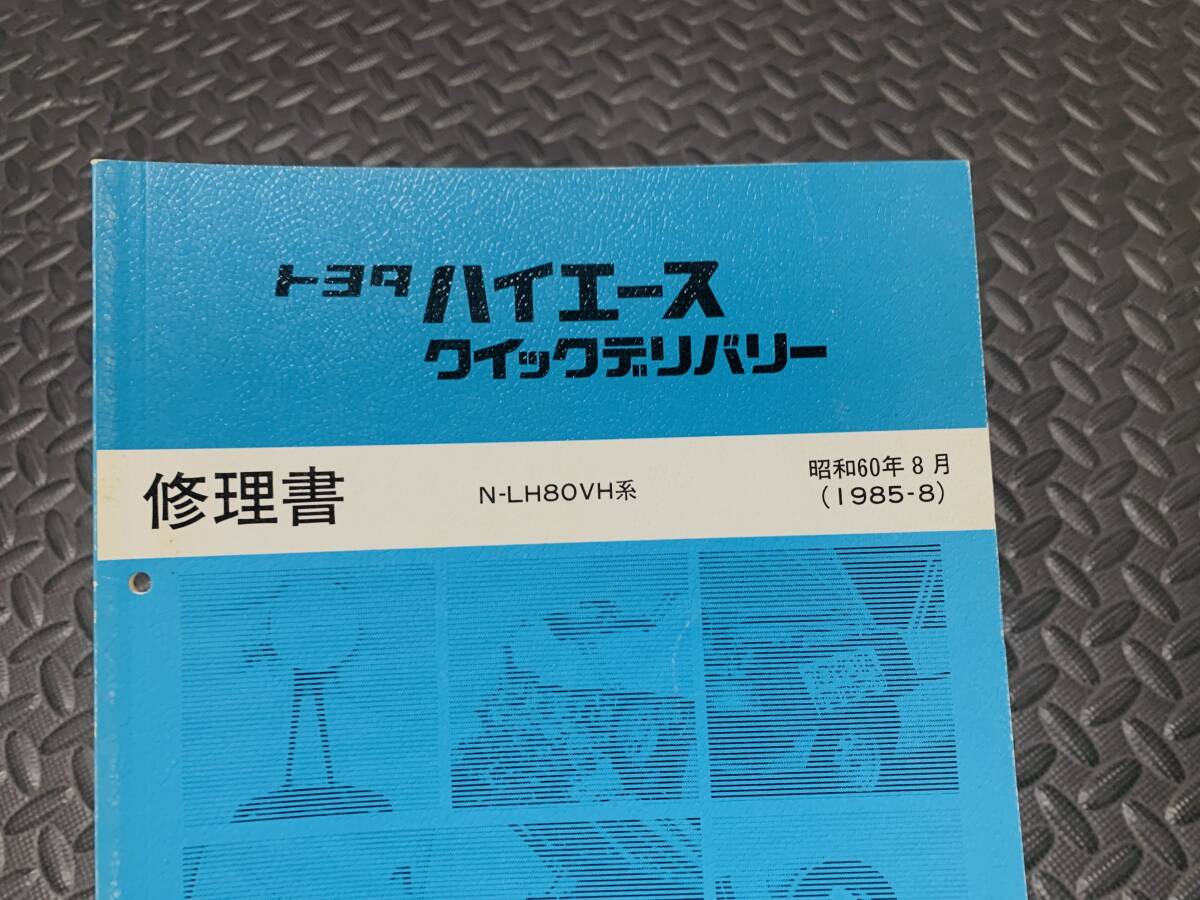 トヨタ ハイエース
クイックデリバリー
修理書
N-LH80VH系
昭和60年8月
(1985-8)